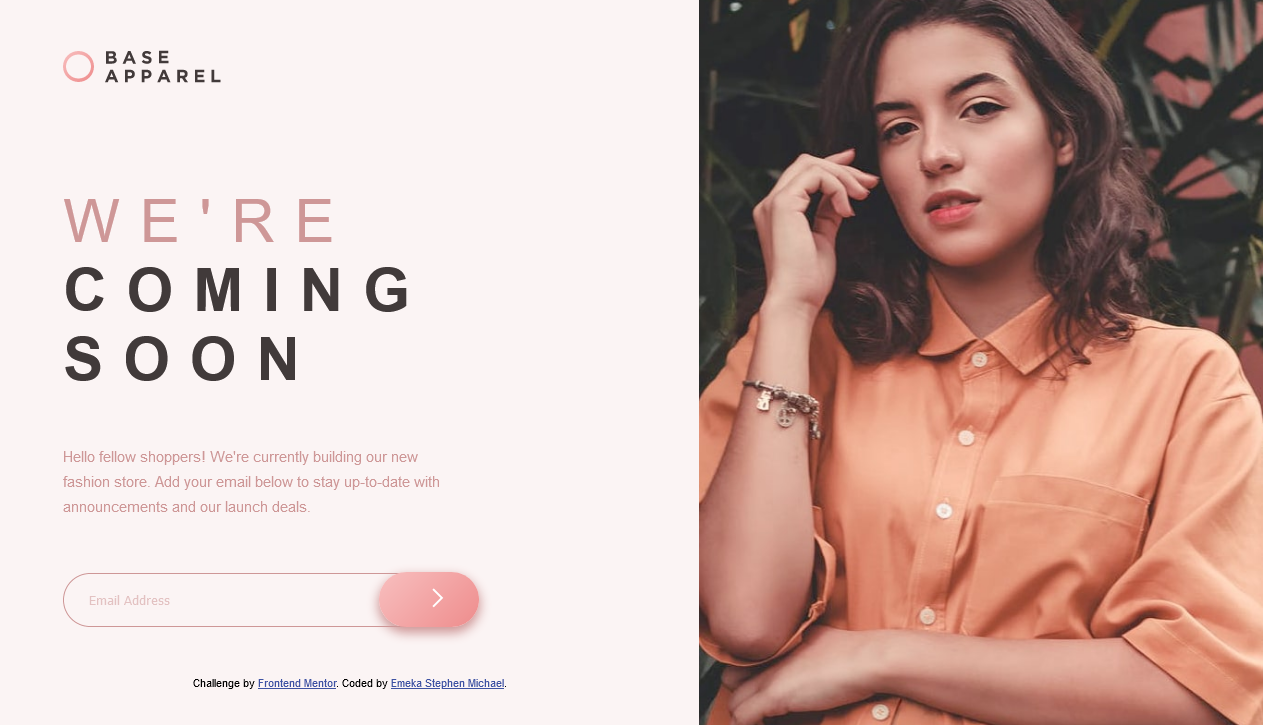 BASE
APPAREL
WE'RE
COMING
SOON
Hello fellow shoppers! We're currently building our new
fashion store. Add your email below to stay up-to-date with
announcements and our launch deals.
Email Address
Challenge by Frontend Mentor. Coded by Emeka Stephen Michael.